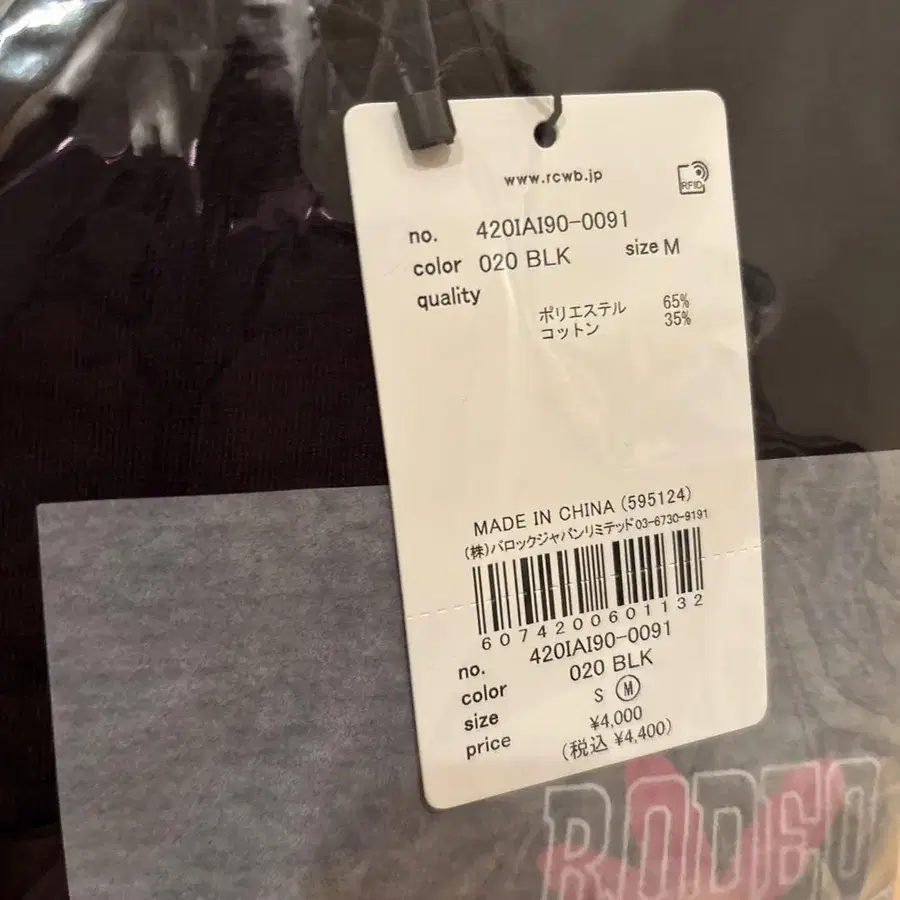 www.rcwb.jp
RFID
no. 420IAI90-0091
color 020 BLK size M
quality
ポリエステル 65%
コットン 35%
MADE IN CHINA (595124)
(株)バロックジャパンリミテッド03-6730-9191
6074200601132
no. 420IAI90-0091
color 020 BLK
size S M
price ¥4,000
(税込 ¥4,400)
RODEO